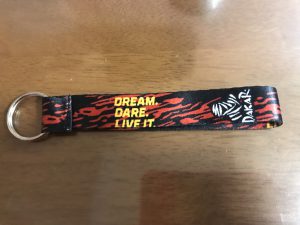 DREAM.
DARE.
LIVE IT.
DAKAR